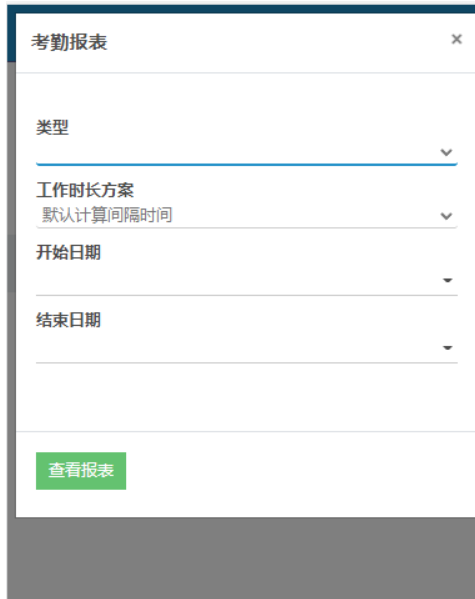 考勤报表
×
类型
工作时长方案
默认计算间隔时间
开始日期
结束日期
查看报表